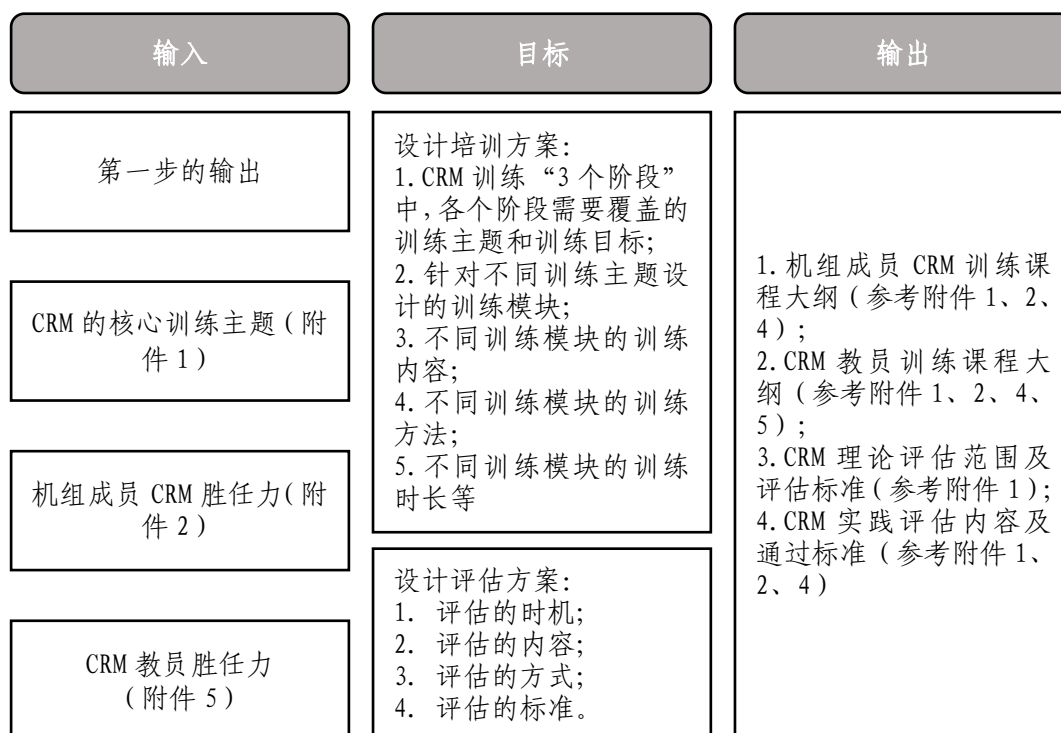 输入
目标
输出
第一步的输出
CRM 的核心训练主题（附
件 1）
机组成员 CRM 胜任力（附
件 2）
CRM 教员胜任力
（附件 5）
设计培训方案：
1.CRM 训练“3 个阶段”
中，各个阶段需要覆盖的
训练主题和训练目标；
2.针对不同训练主题设
计的训练模块；
3.不同训练模块的训练
内容；
4.不同训练模块的训练
方法；
5.不同训练模块的训练
时长等
设计评估方案：
1. 评估的时机；
2. 评估的内容；
3. 评估的方式；
4. 评估的标准。
1.机组成员 CRM 训练课
程大纲（参考附件 1、2、
4）；
2.CRM 教员训练课程大
纲（参考附件 1、2、4、
5）；
3.CRM 理论评估范围及
评估标准（参考附件 1）；
4.CRM 实践评估内容及
通过标准（参考附件 1、
2、4）